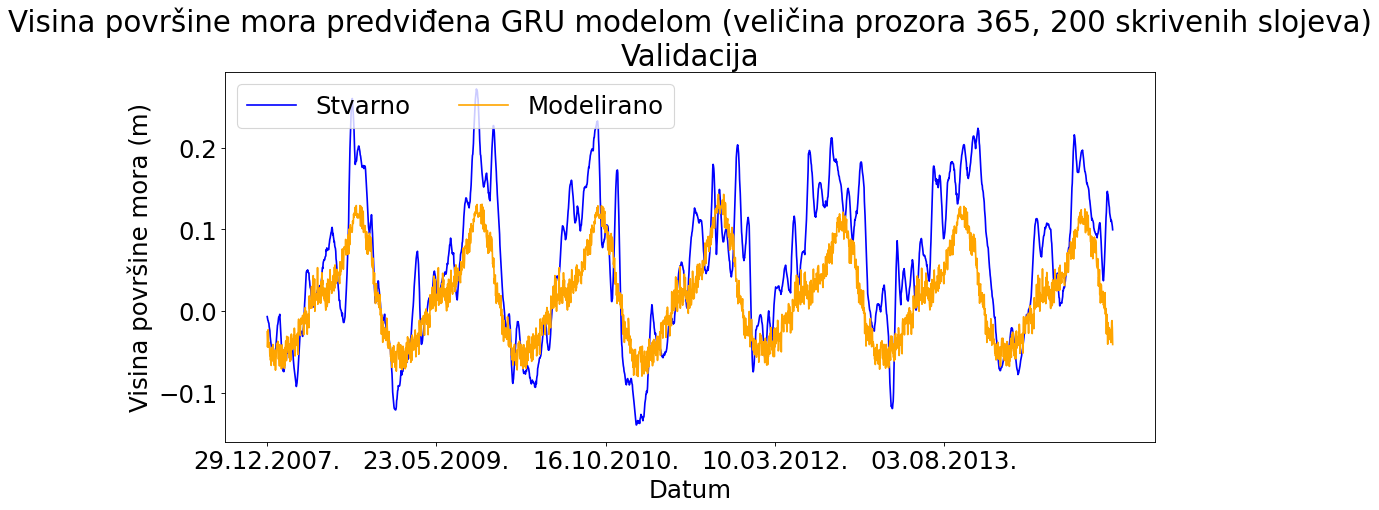 Visina površine mora predviđena GRU modelom (veličina prozora 365, 200 skrivenih slojeva)
Validacija
Stvarno Modelirano
Visina površine mora (m)
0.2
0.1
0.0
−0.1
29.12.2007. 23.05.2009. 16.10.2010. 10.03.2012. 03.08.2013.
Datum